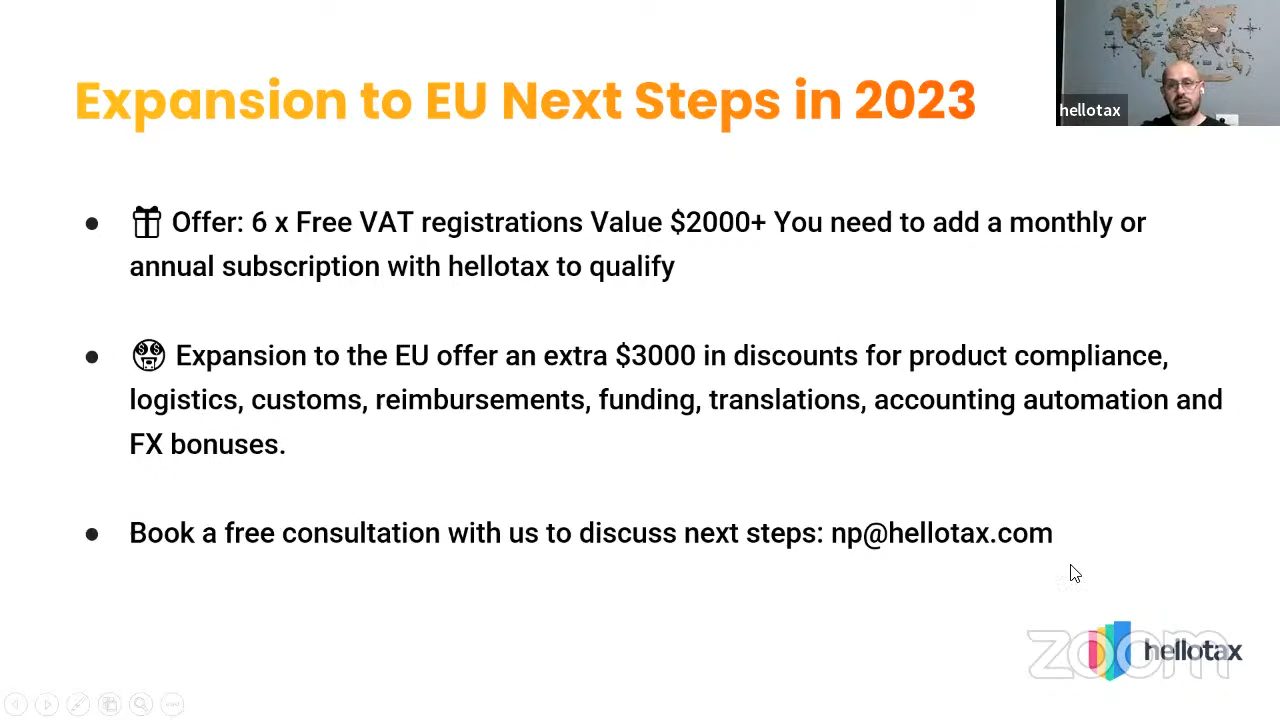 Expansion to EU Next Steps in 2023
hellotax
Offer: 6 x Free VAT registrations Value $2000+ You need to add a monthly or
annual subscription with hellotax to qualify
Expansion to the EU offer an extra $3000 in discounts for product compliance,
logistics, customs, reimbursements, funding, translations, accounting automation and
FX bonuses.
Book a free consultation with us to discuss next steps: np@hellotax.com
zoom
hellotax